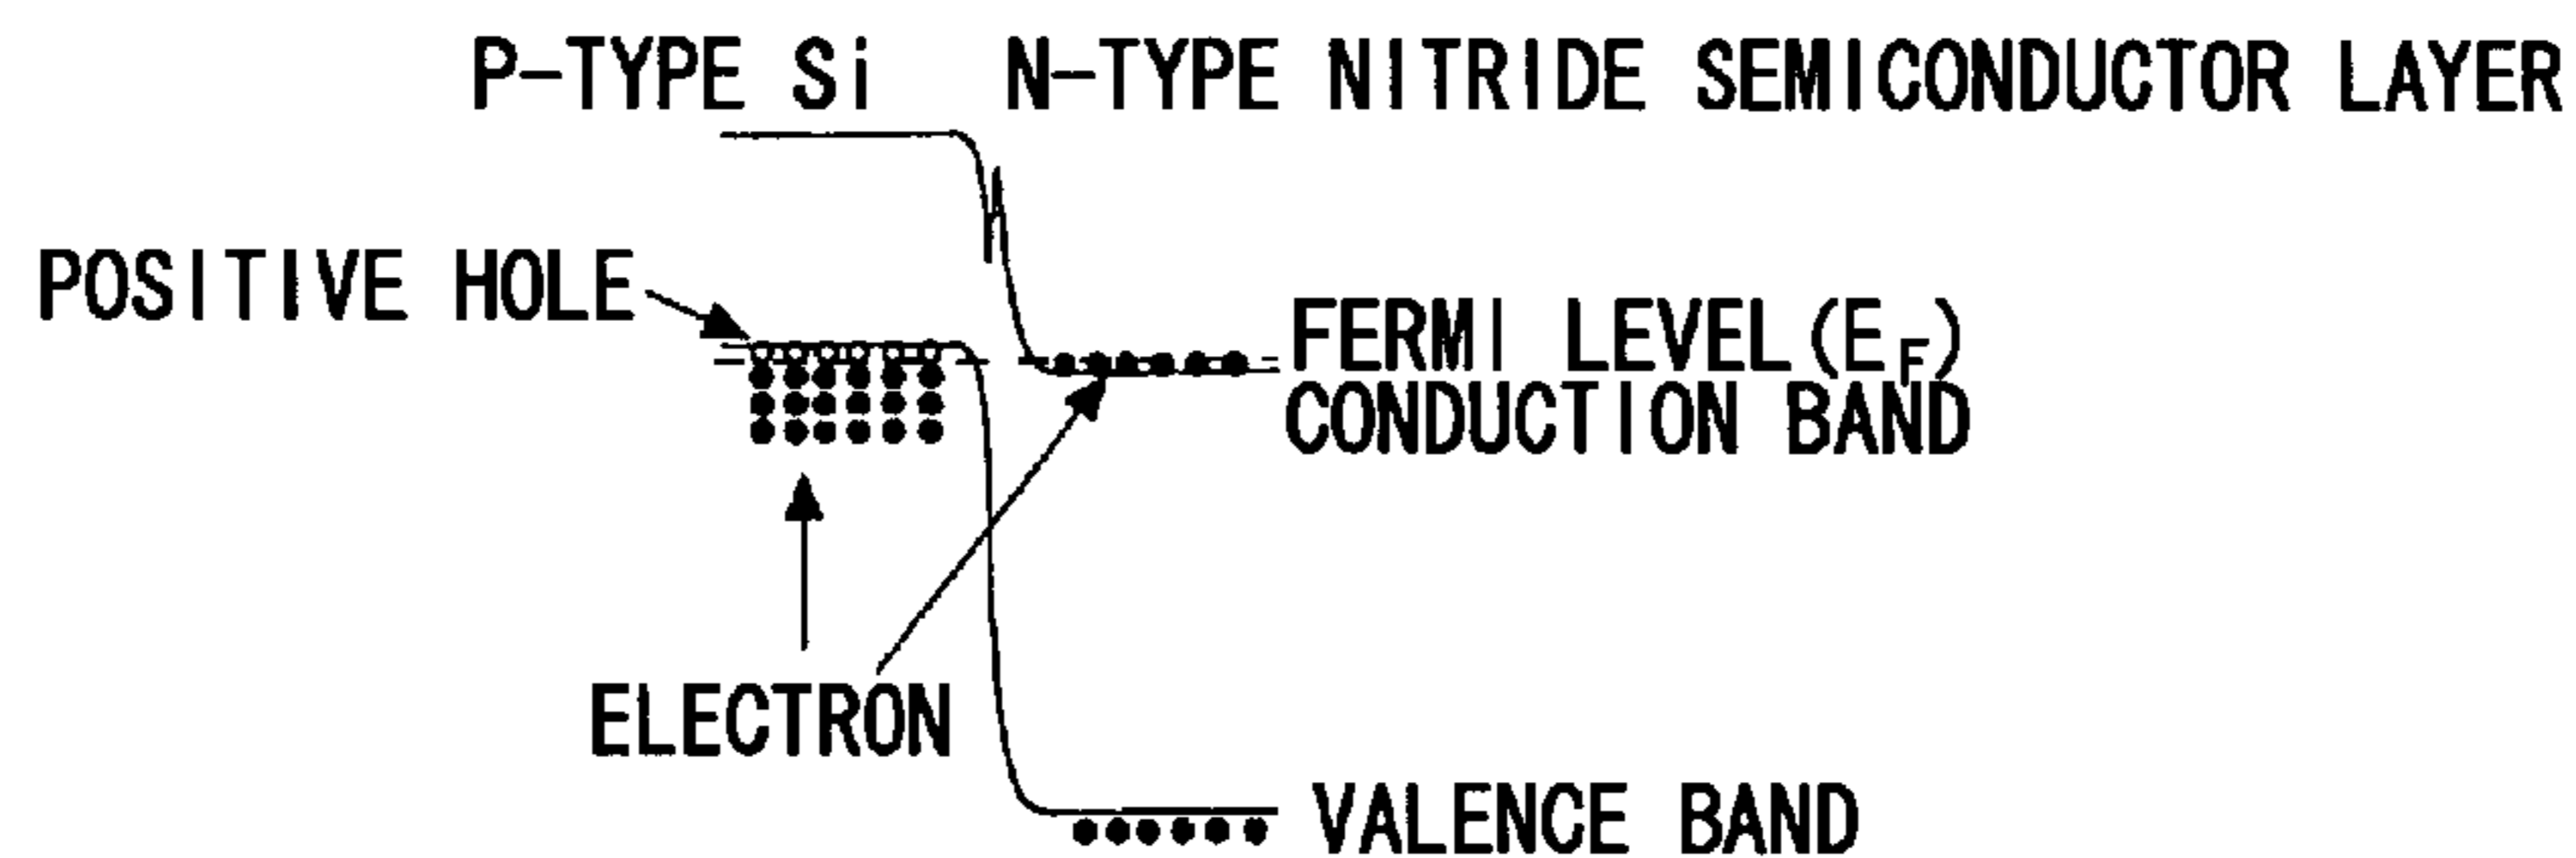 P-TYPE Si
N-TYPE NITRIDE SEMICONDUCTOR LAYER
POSITIVE HOLE
FERMI LEVEL(EF)
CONDUCTION BAND
ELECTRON
VALENCE BAND